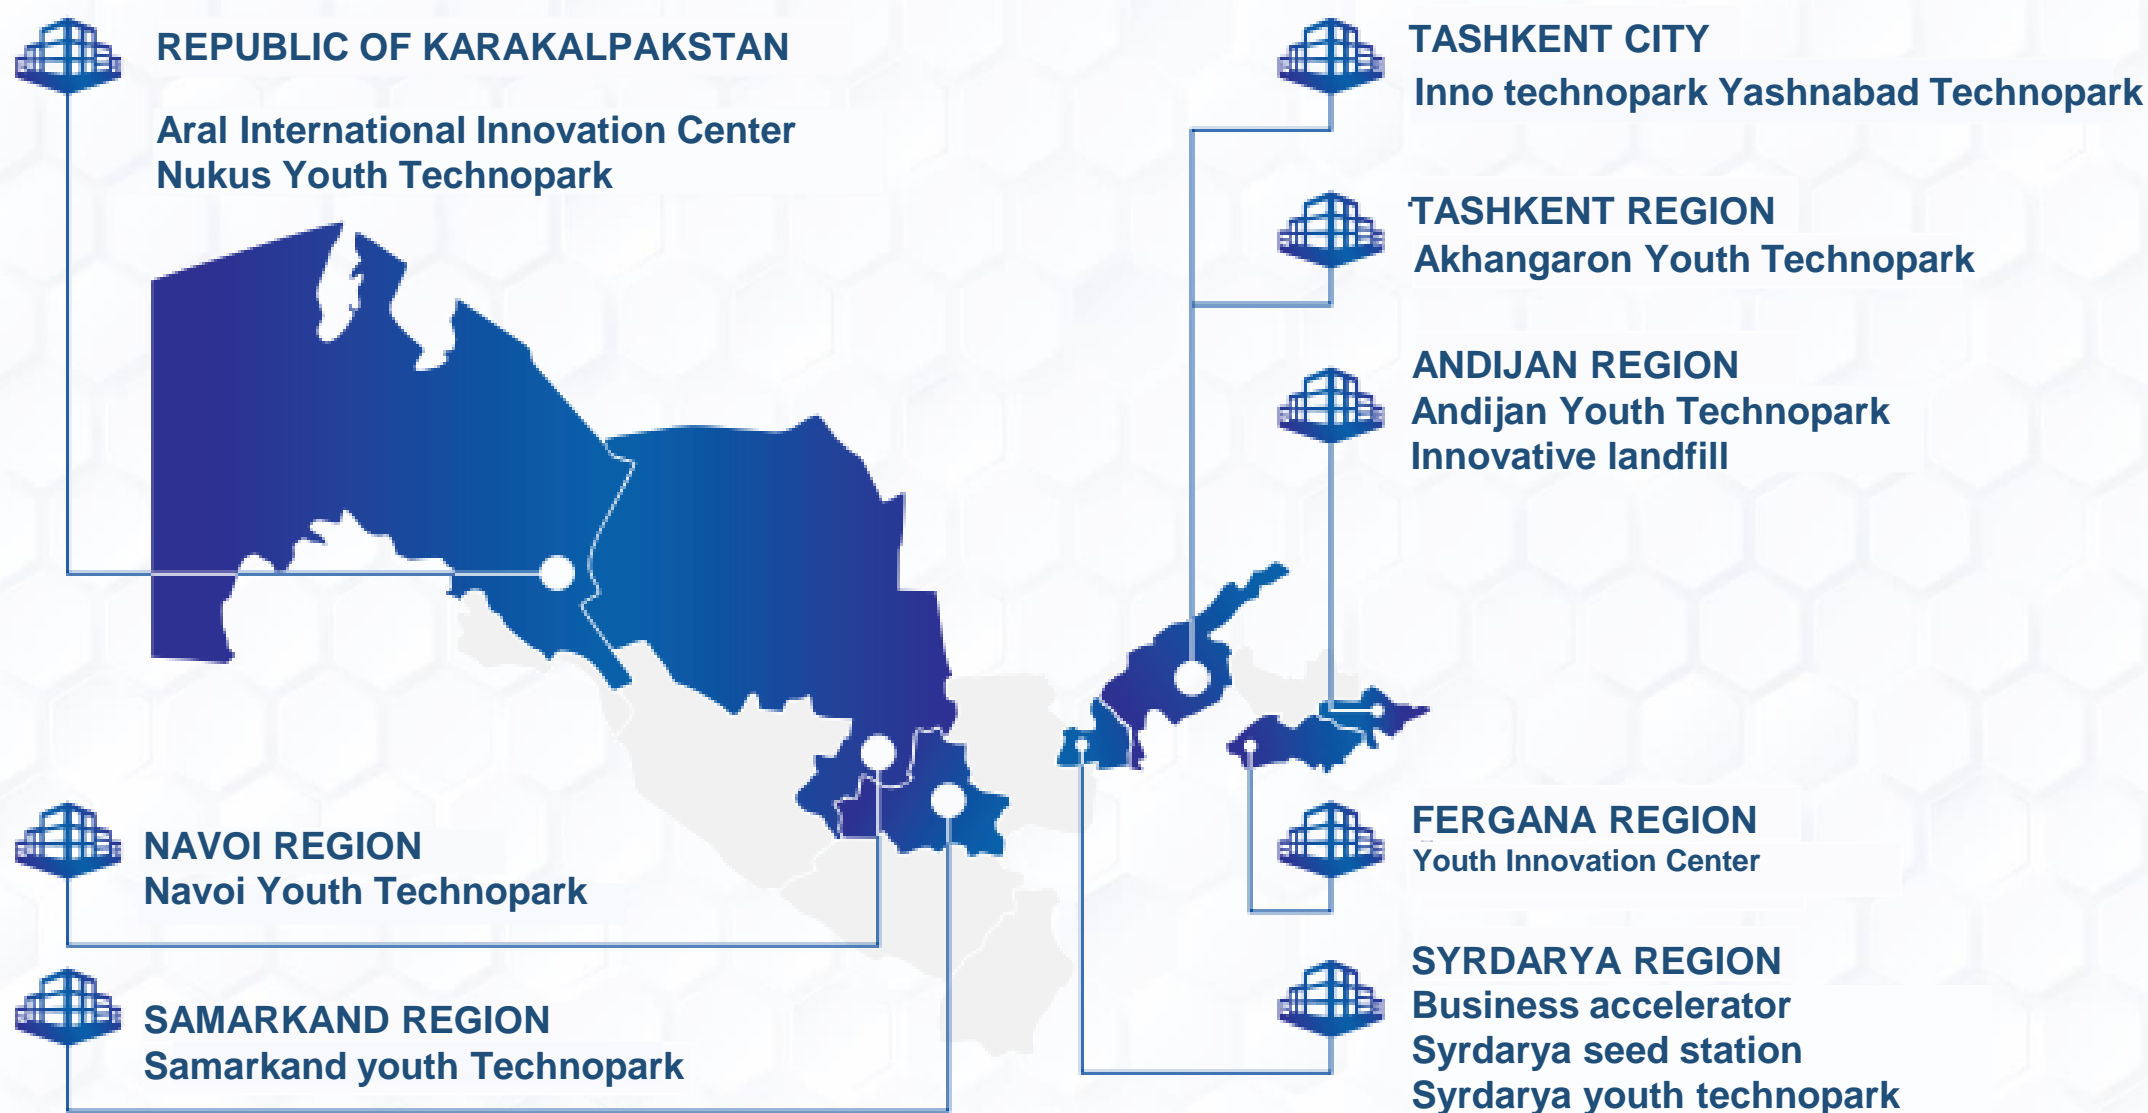 REPUBLIC OF KARAKALPAKSTAN
Aral International Innovation Center
Nukus Youth Technopark
TASHKENT CITY
Inno technopark Yashnabad Technopark
TASHKENT REGION
Akhangaron Youth Technopark
ANDIJAN REGION
Andijan Youth Technopark
Innovative landfill
NAVOI REGION
Navoi Youth Technopark
SAMARKAND REGION
Samarkand youth Technopark
FERGANA REGION
Youth Innovation Center
SYRDARYA REGION
Business accelerator
Syrdarya seed station
Syrdarya youth technopark